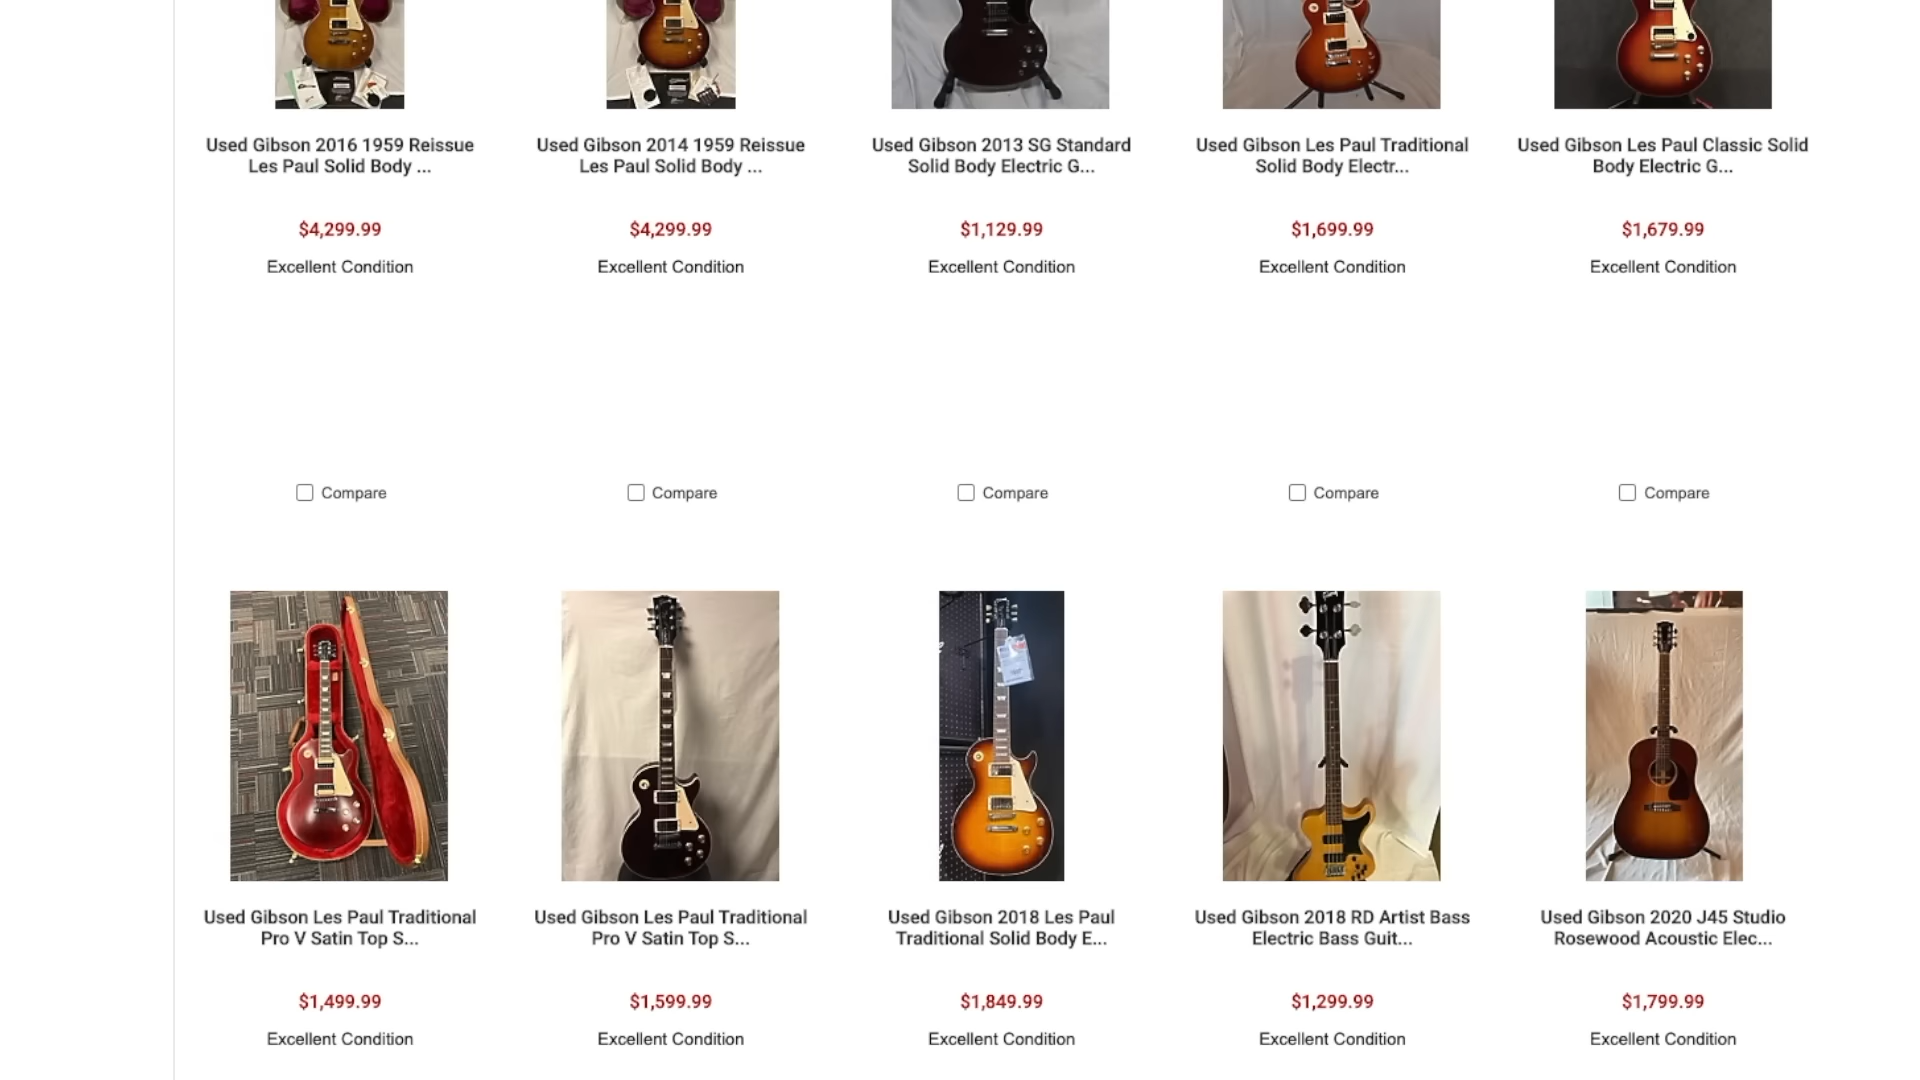 Used Gibson 2016 1959 Reissue
Les Paul Solid Body ...
$4,299.99
Excellent Condition
Compare
Used Gibson 2014 1959 Reissue
Les Paul Solid Body ...
$4,299.99
Excellent Condition
Compare
Used Gibson 2013 SG Standard
Solid Body Electric G...
$1,129.99
Excellent Condition
Compare
Used Gibson Les Paul Traditional
Solid Body Electr...
$1,699.99
Excellent Condition
Compare
Used Gibson Les Paul Classic Solid
Body Electric G...
$1,679.99
Excellent Condition
Compare
Used Gibson Les Paul Traditional
Pro V Satin Top S...
$1,499.99
Excellent Condition
Used Gibson Les Paul Traditional
Pro V Satin Top S...
$1,599.99
Excellent Condition
Used Gibson 2018 Les Paul
Traditional Solid Body E...
$1,849.99
Excellent Condition
Used Gibson 2018 RD Artist Bass
Electric Bass Guit...
$1,299.99
Excellent Condition
Used Gibson 2020 J45 Studio
Rosewood Acoustic Elec...
$1,799.99
Excellent Condition